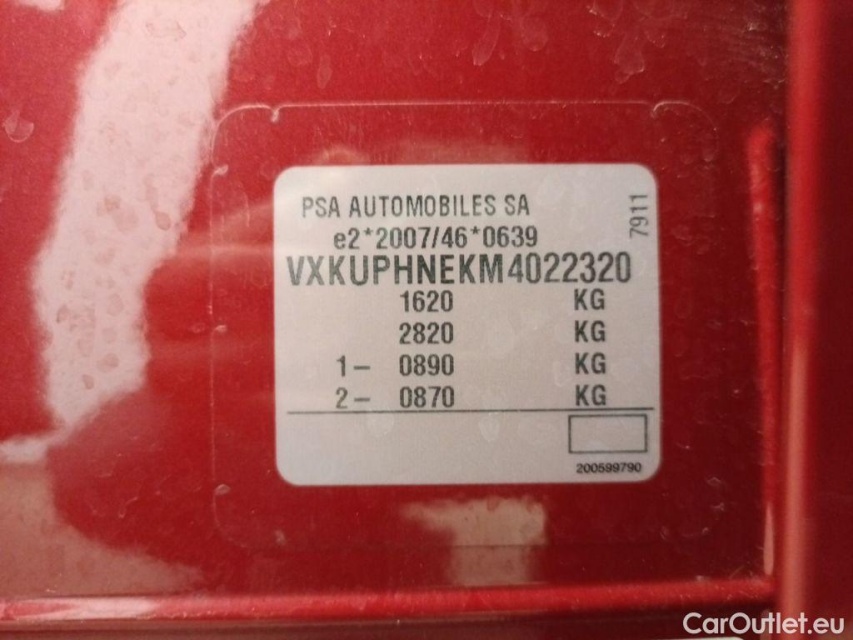 PSA AUTOMOBILES SA
7911
e2*2007/46*0639
VXKUPHNEKM4022320
1620 KG
2820 KG
1- 0890 KG
2- 0870 KG
200599790
CarOutlet.eu